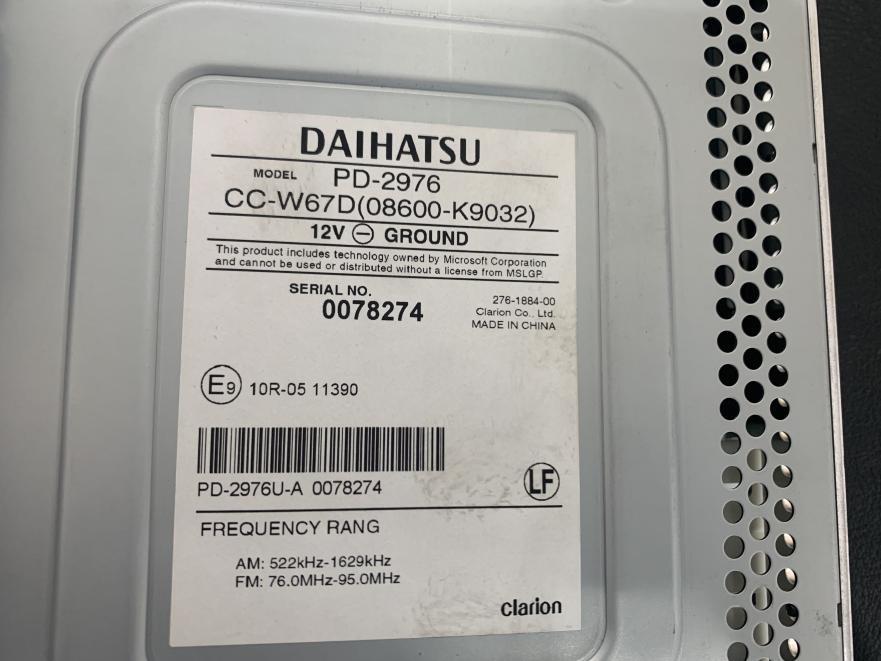 DAIHATSU
MODEL PD-2976
CC-W67D(08600-K9032)
12V ⊖ GROUND
This product includes technology owned by Microsoft Corporation
and cannot be used or distributed without a license from MSLGP.
SERIAL NO.
0078274
276-1884-00
Clarion Co., Ltd.
MADE IN CHINA
E9 10R-05 11390
PD-2976U-A 0078274
LF
FREQUENCY RANG
AM: 522kHz-1629kHz
FM: 76.0MHz-95.0MHz
clarion